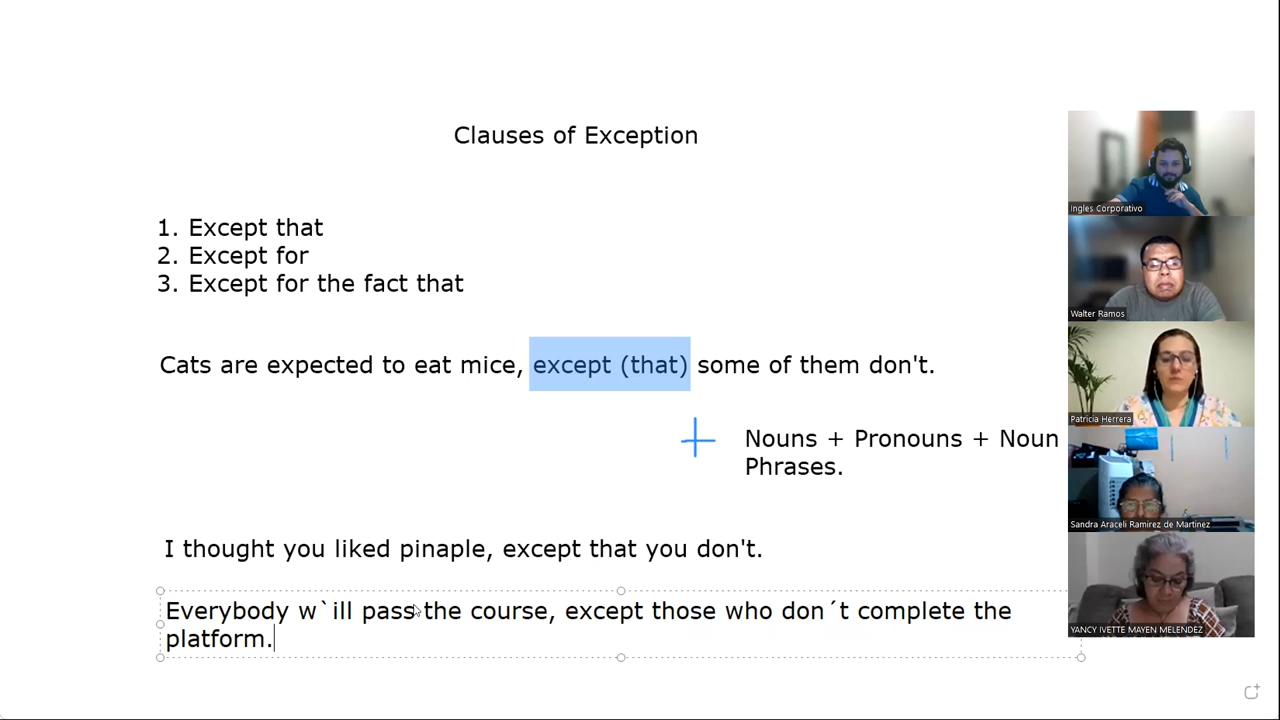 Clauses of Exception
1. Except that
2. Except for
3. Except for the fact that
Cats are expected to eat mice, except (that) some of them don't.
Nouns + Pronouns + Noun
Phrases.
I thought you liked pinaple, except that you don't.
Everybody w`ill pass the course, except those who don´t complete the
platform.
Ingles Corporativo
Walter Ramos
Patricia Herrera
Sandra Araceli Ramirez de Martinez
YANCY IVETTE MAYEN MELENDEZ